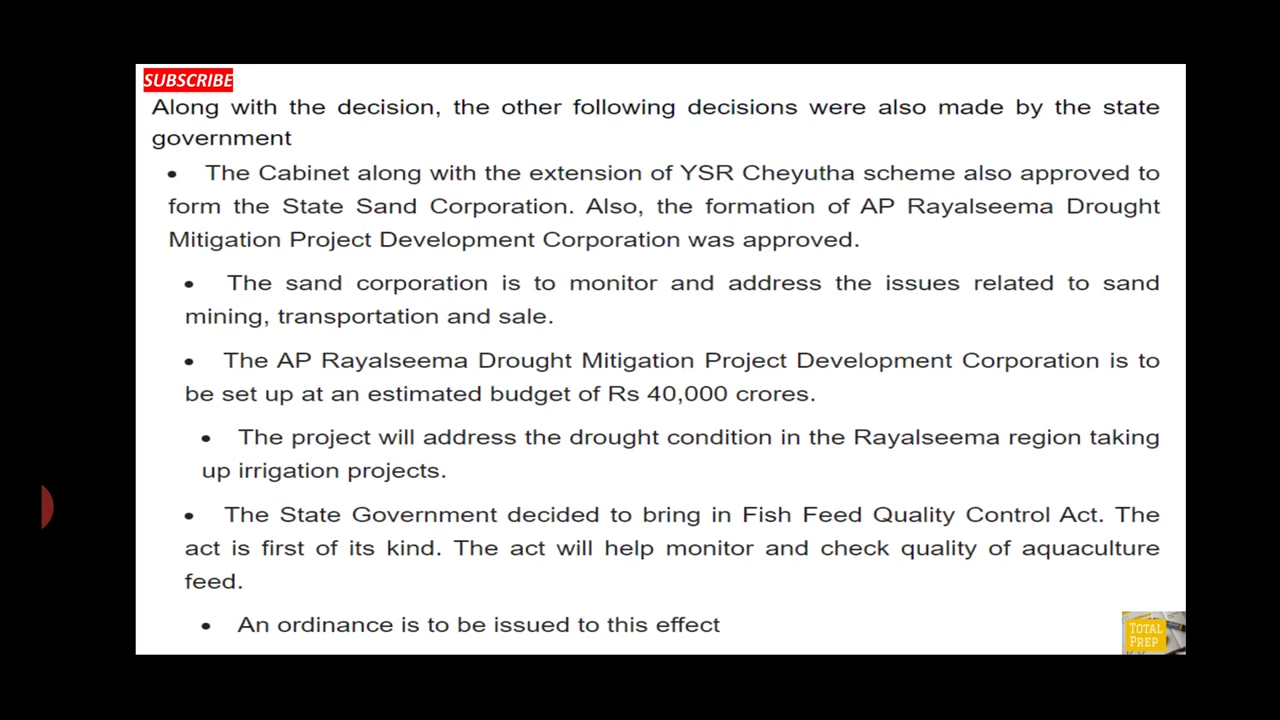 SUBSCRIBE
Along with the decision, the other following decisions were also made by the state
government
• The Cabinet along with the extension of YSR Cheyutha scheme also approved to
form the State Sand Corporation. Also, the formation of AP Rayalseema Drought
Mitigation Project Development Corporation was approved.
• The sand corporation is to monitor and address the issues related to sand
mining, transportation and sale.
• The AP Rayalseema Drought Mitigation Project Development Corporation is to
be set up at an estimated budget of Rs 40,000 crores.
• The project will address the drought condition in the Rayalseema region taking
up irrigation projects.
• The State Government decided to bring in Fish Feed Quality Control Act. The
act is first of its kind. The act will help monitor and check quality of aquaculture
feed.
• An ordinance is to be issued to this effect
TOTAL
PREP